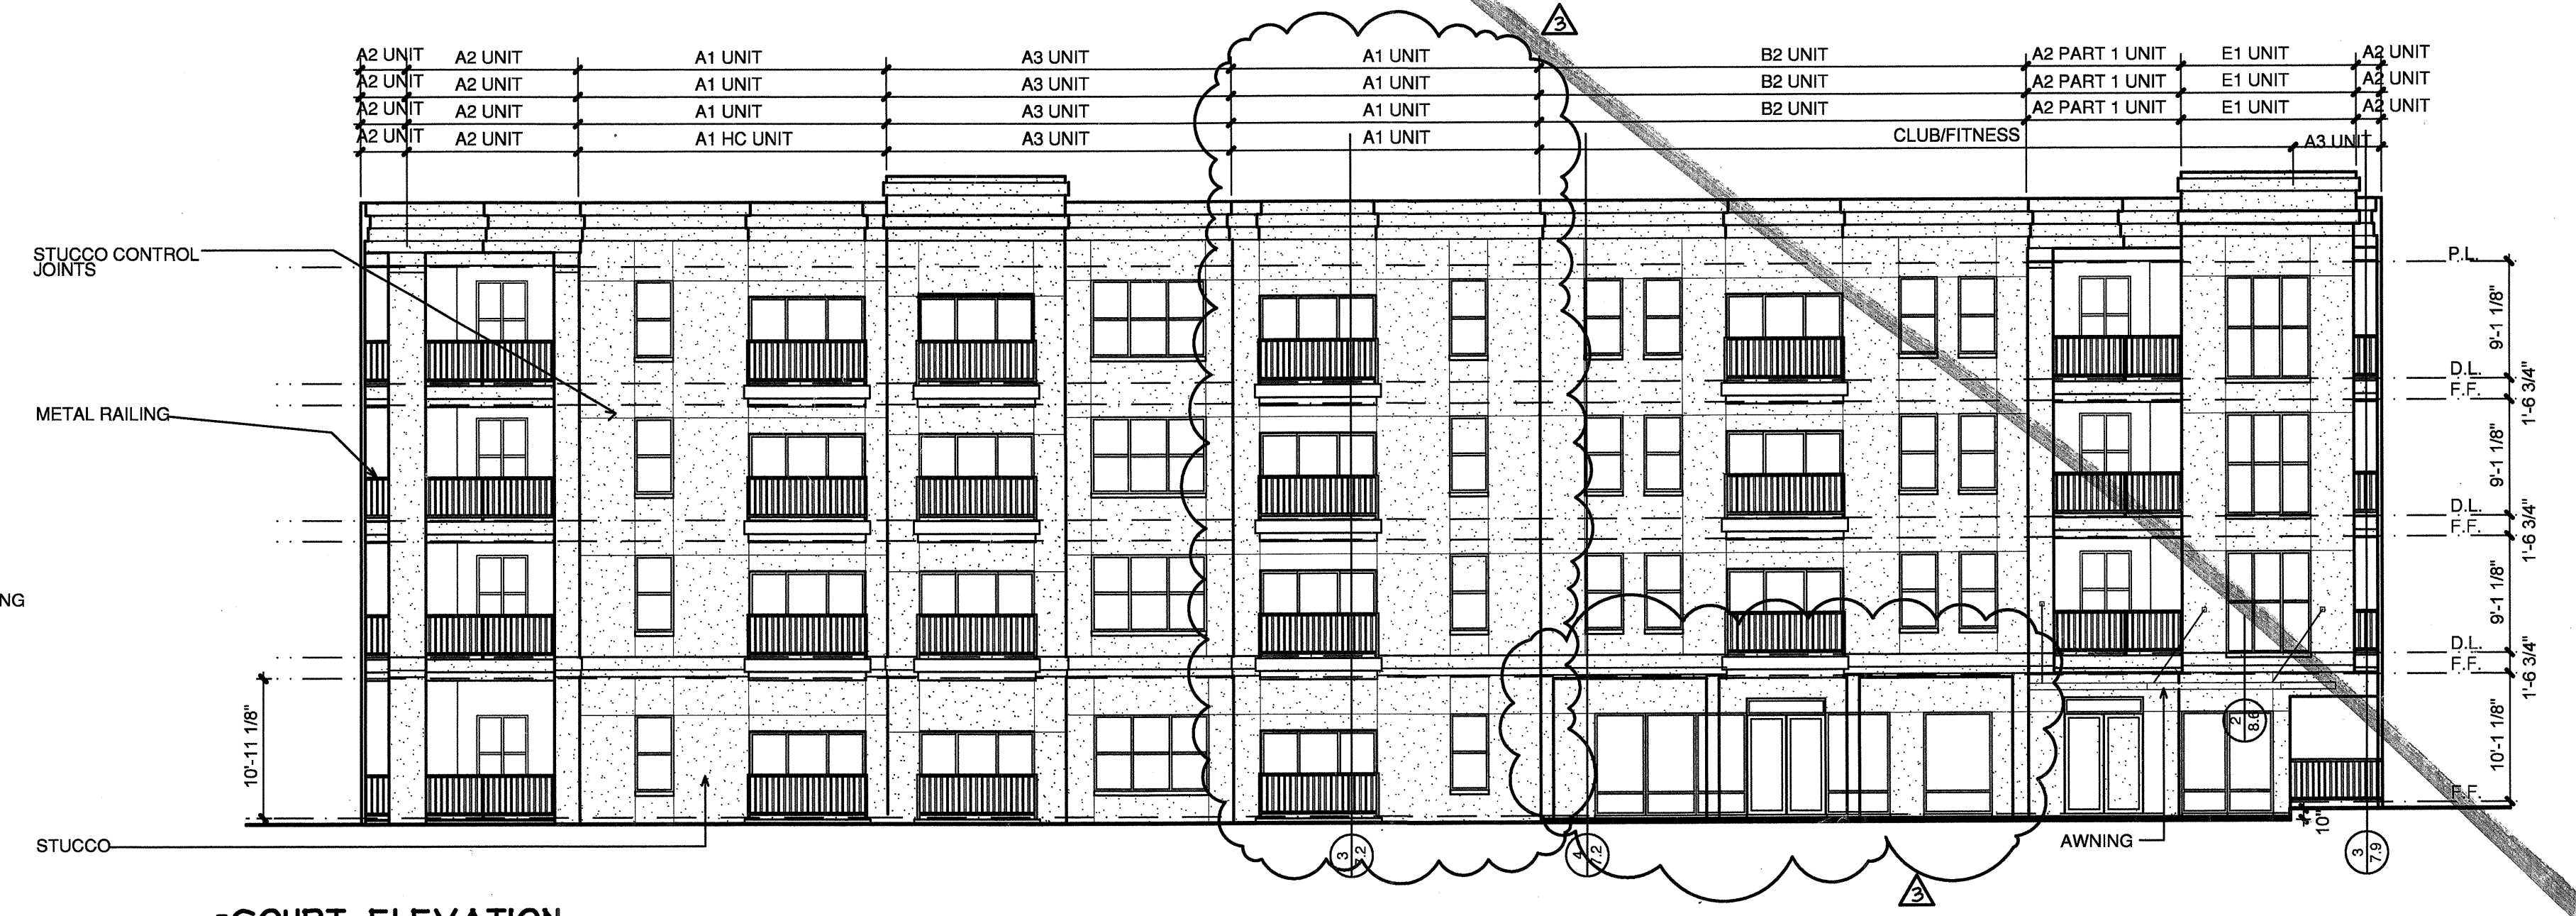 3
A2 UNIT A2 UNIT A1 UNIT A3 UNIT A1 UNIT B2 UNIT A2 PART 1 UNIT E1 UNIT A2 UNIT
A2 UNIT A2 UNIT A1 UNIT A3 UNIT A1 UNIT B2 UNIT A2 PART 1 UNIT E1 UNIT A2 UNIT
A2 UNIT A2 UNIT A1 UNIT A3 UNIT A1 UNIT B2 UNIT A2 PART 1 UNIT E1 UNIT A2 UNIT
A2 UNIT A2 UNIT A1 HC UNIT A3 UNIT A1 UNIT CLUB/FITNESS A3 UNIT
STUCCO CONTROL
JOINTS
P.L.
9'-1 1/8"
D.L.
F.F.
1'-6 3/4"
METAL RAILING
9'-1 1/8"
D.L.
F.F.
1'-6 3/4"
NG
9'-1 1/8"
D.L.
F.F.
1'-6 3/4"
10'-11 1/8"
2
8.6
10'-1 1/8"
F.F.
10"
STUCCO
3
7.2
4
7.2
AWNING
3
7.9
3
COURT ELEVATION